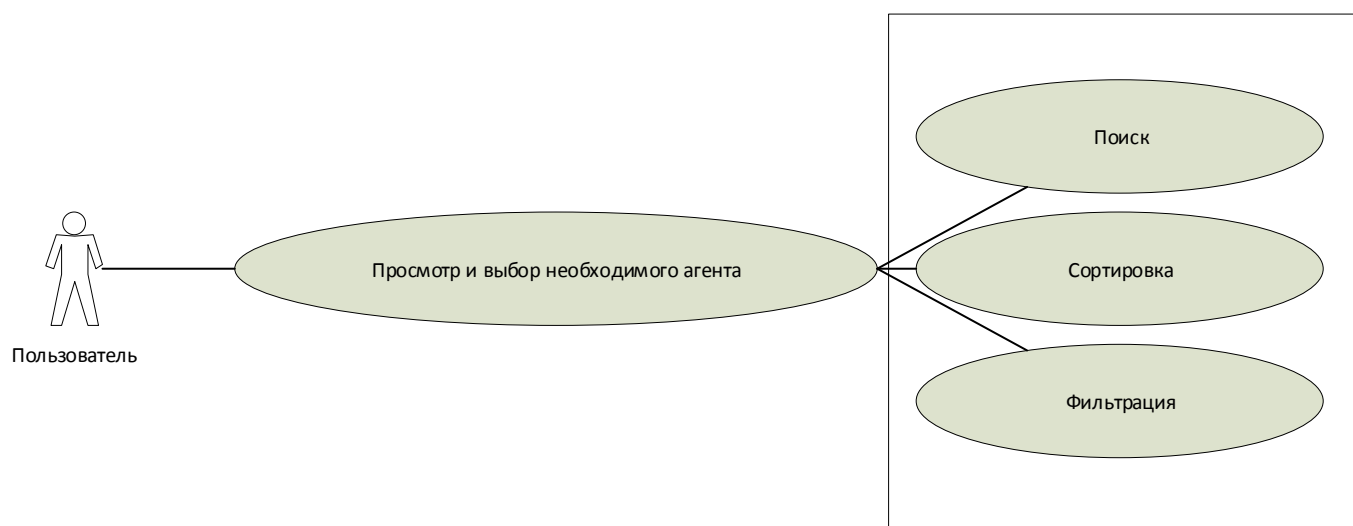 Поиск
Просмотр и выбор необходимого агента
Сортировка
Пользователь
Фильтрация